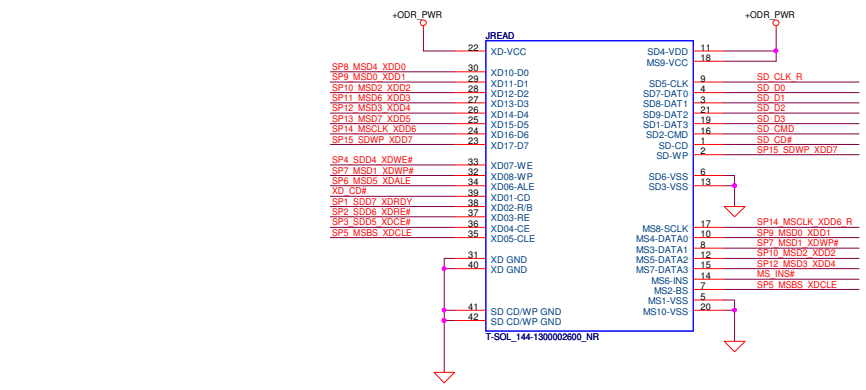 +ODR_PWR +ODR_PWR
JREAD
22 XD-VCC SD4-VDD 11
MS9-VCC 18
SP8_MSD4_XDD0 30 XD10-D0
SP9_MSD0_XDD1 29 XD11-D1 SD5-CLK 9 SD_CLK_R
SP10_MSD2_XDD2 28 XD12-D2 SD7-DAT0 4 SD_D0
SP11_MSD6_XDD3 27 XD13-D3 SD8-DAT1 3 SD_D1
SP12_MSD3_XDD4 26 XD14-D4 SD9-DAT2 21 SD_D2
SP13_MSD7_XDD5 25 XD15-D5 SD1-DAT3 19 SD_D3
SP14_MSCLK_XDD6 24 XD16-D6 SD2-CMD 16 SD_CMD
SP15_SDWP_XDD7 23 XD17-D7 SD-CD 1 SD_CD#
SD-WP 2 SP15_SDWP_XDD7
SP4_SDD4_XDWE# 33 XD07-WE
SP7_MSD1_XDWP# 32 XD08-WP SD6-VSS 6
SP6_MSD5_XDALE 34 XD06-ALE SD3-VSS 13
XD_CD# 39 XD01-CD
SP1_SDD7_XDRDY 38 XD02-R/B
SP2_SDD6_XDRE# 37 XD03-RE
SP3_SDD5_XDCE# 36 XD04-CE MS8-SCLK 17 SP14_MSCLK_XDD6_R
SP5_MSBS_XDCLE 35 XD05-CLE MS4-DATA0 10 SP9_MSD0_XDD1
MS3-DATA1 8 SP7_MSD1_XDWP#
31 XD GND MS5-DATA2 12 SP10_MSD2_XDD2
40 XD GND MS7-DATA3 15 SP12_MSD3_XDD4
MS6-INS 14 MS_INS#
MS2-BS 7 SP5_MSBS_XDCLE
MS1-VSS 5
41 SD CD/WP GND MS10-VSS 20
42 SD CD/WP GND
T-SOL_144-1300002600_NR